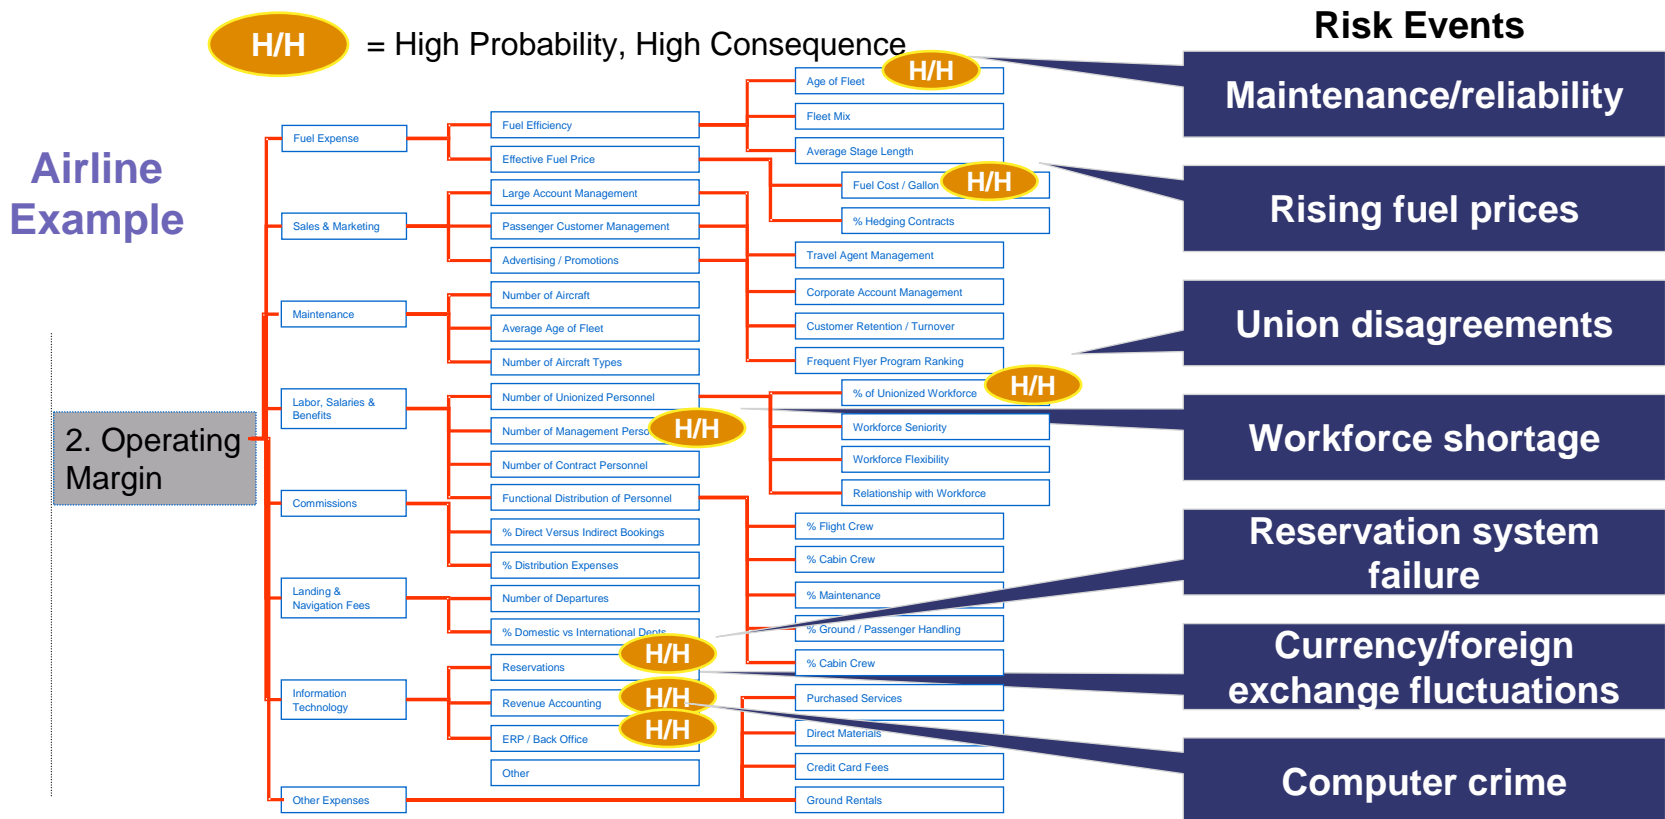 H/H
= High Probability, High Consequence
Airline
Example
2. Operating
Margin
Fuel Expense
Sales & Marketing
Maintenance
Labor, Salaries &
Benefits
Commissions
Landing &
Navigation Fees
Information
Technology
Other Expenses
Fuel Efficiency
Effective Fuel Price
Large Account Management
Passenger Customer Management
Advertising / Promotions
Number of Aircraft
Average Age of Fleet
Number of Aircraft Types
Number of Unionized Personnel
Number of Management Perso
H/H
Number of Contract Personnel
Functional Distribution of Personnel
% Direct Versus Indirect Bookings
% Distribution Expenses
Number of Departures
% Domestic vs International Depts
Reservations
H/H
Revenue Accounting
H/H
ERP / Back Office
H/H
Other
Age of Fleet
H/H
Fleet Mix
Average Stage Length
Fuel Cost / Gallon
H/H
% Hedging Contracts
Travel Agent Management
Corporate Account Management
Customer Retention / Turnover
Frequent Flyer Program Ranking
% of Unionized Workforce
H/H
Workforce Seniority
Workforce Flexibility
Relationship with Workforce
% Flight Crew
% Cabin Crew
% Maintenance
% Ground / Passenger Handling
% Cabin Crew
Purchased Services
Direct Materials
Credit Card Fees
Ground Rentals
Risk Events
Maintenance/reliability
Rising fuel prices
Union disagreements
Workforce shortage
Reservation system
failure
Currency/foreign
exchange fluctuations
Computer crime